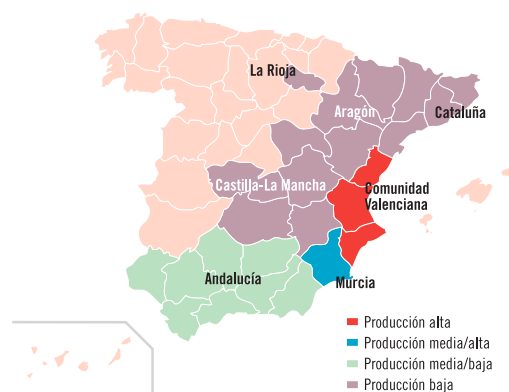 La Rioja
Aragón
Cataluña
Castilla-La Mancha
Comunidad
Valenciana
Andalucía
Murcia
Producción alta
Producción media/alta
Producción media/baja
Producción baja